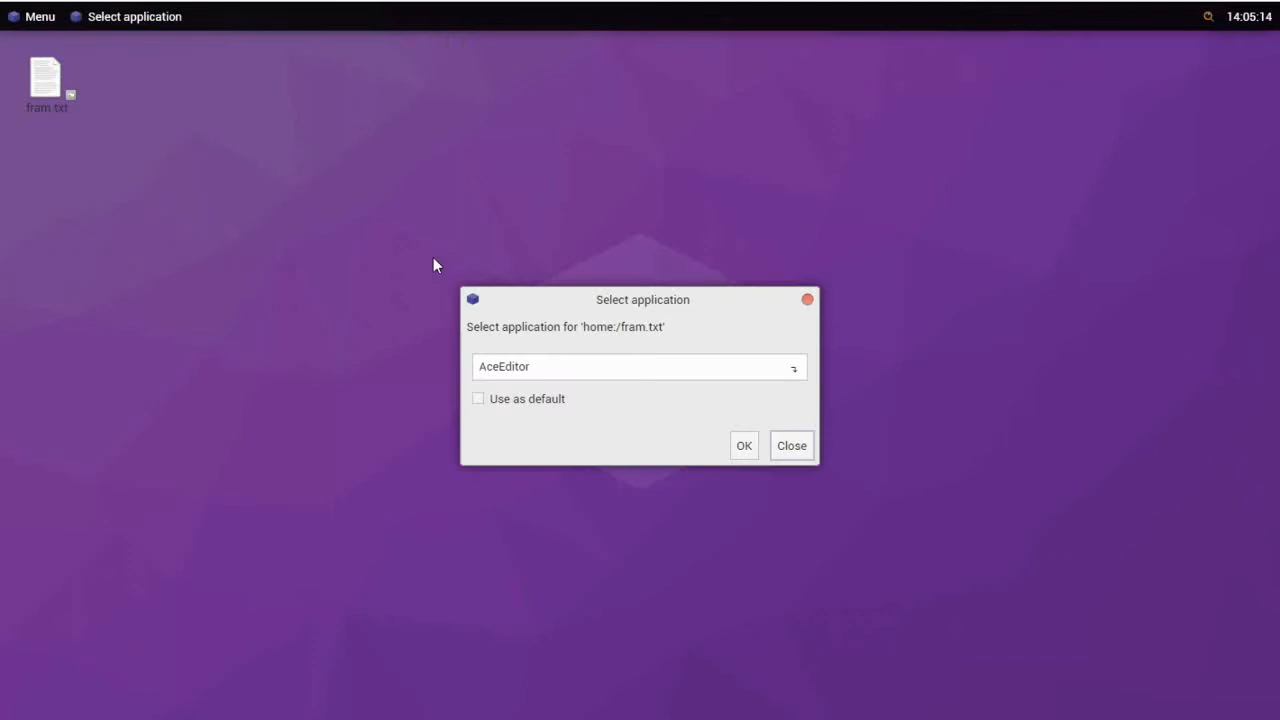 Menu Select application 14:05:14
fram.txt
Select application
Select application for 'home:/fram.txt'
AceEditor
Use as default
OK Close